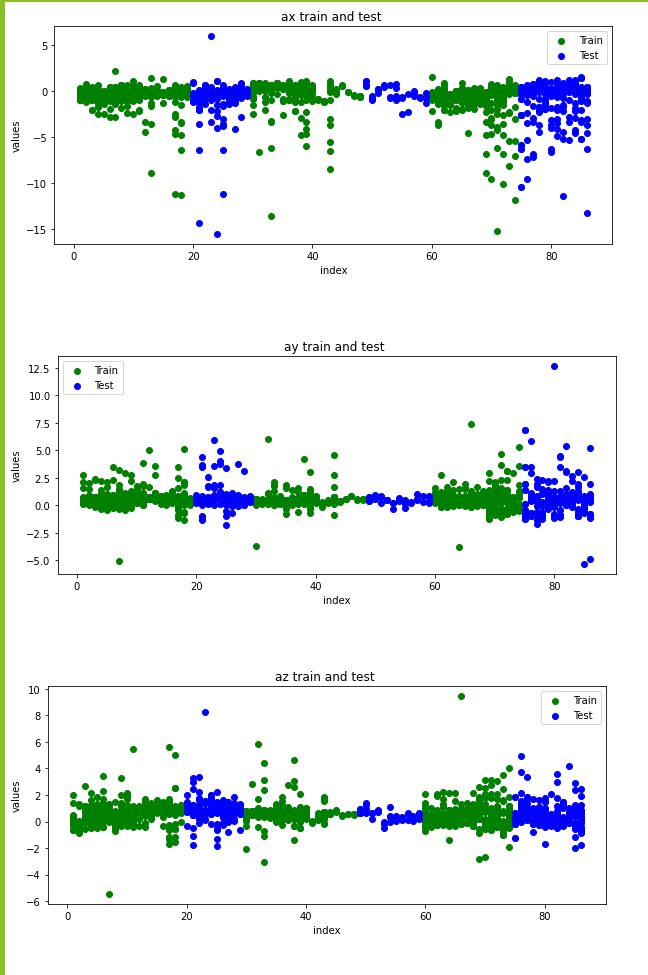 ax train and test
Train
Test
5
0
−5
−10
−15
values
0 20 40 60 80
index
ay train and test
Train
Test
12.5
10.0
7.5
5.0
2.5
0.0
−2.5
−5.0
values
0 20 40 60 80
index
az train and test
Train
Test
10
8
6
4
2
0
−2
−4
−6
values
0 20 40 60 80
index